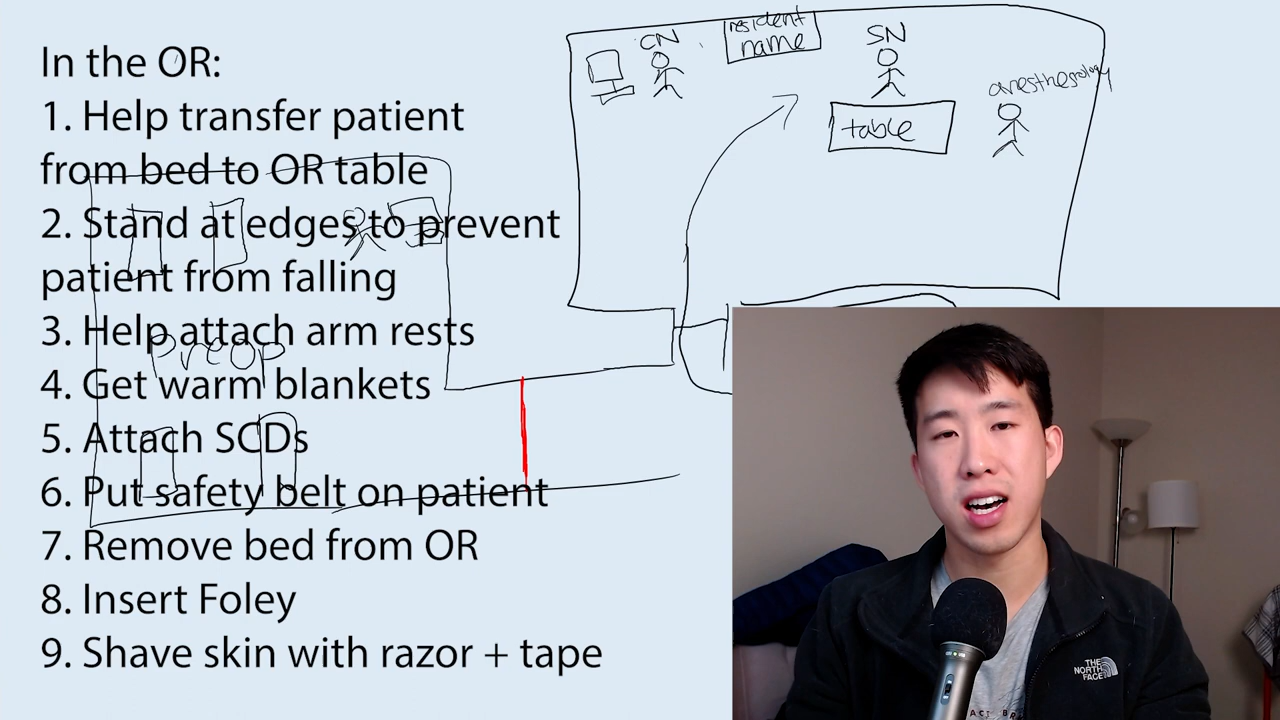 In the OR:
1. Help transfer patient
from bed to OR table
2. Stand at edges to prevent
patient from falling
3. Help attach arm rests
4. Get warm blankets
5. Attach SCDs
6. Put safety belt on patient
7. Remove bed from OR
8. Insert Foley
9. Shave skin with razor + tape
preop
CN
resident
name
SN
anesthesiology
table
THE
NORTH
FACE